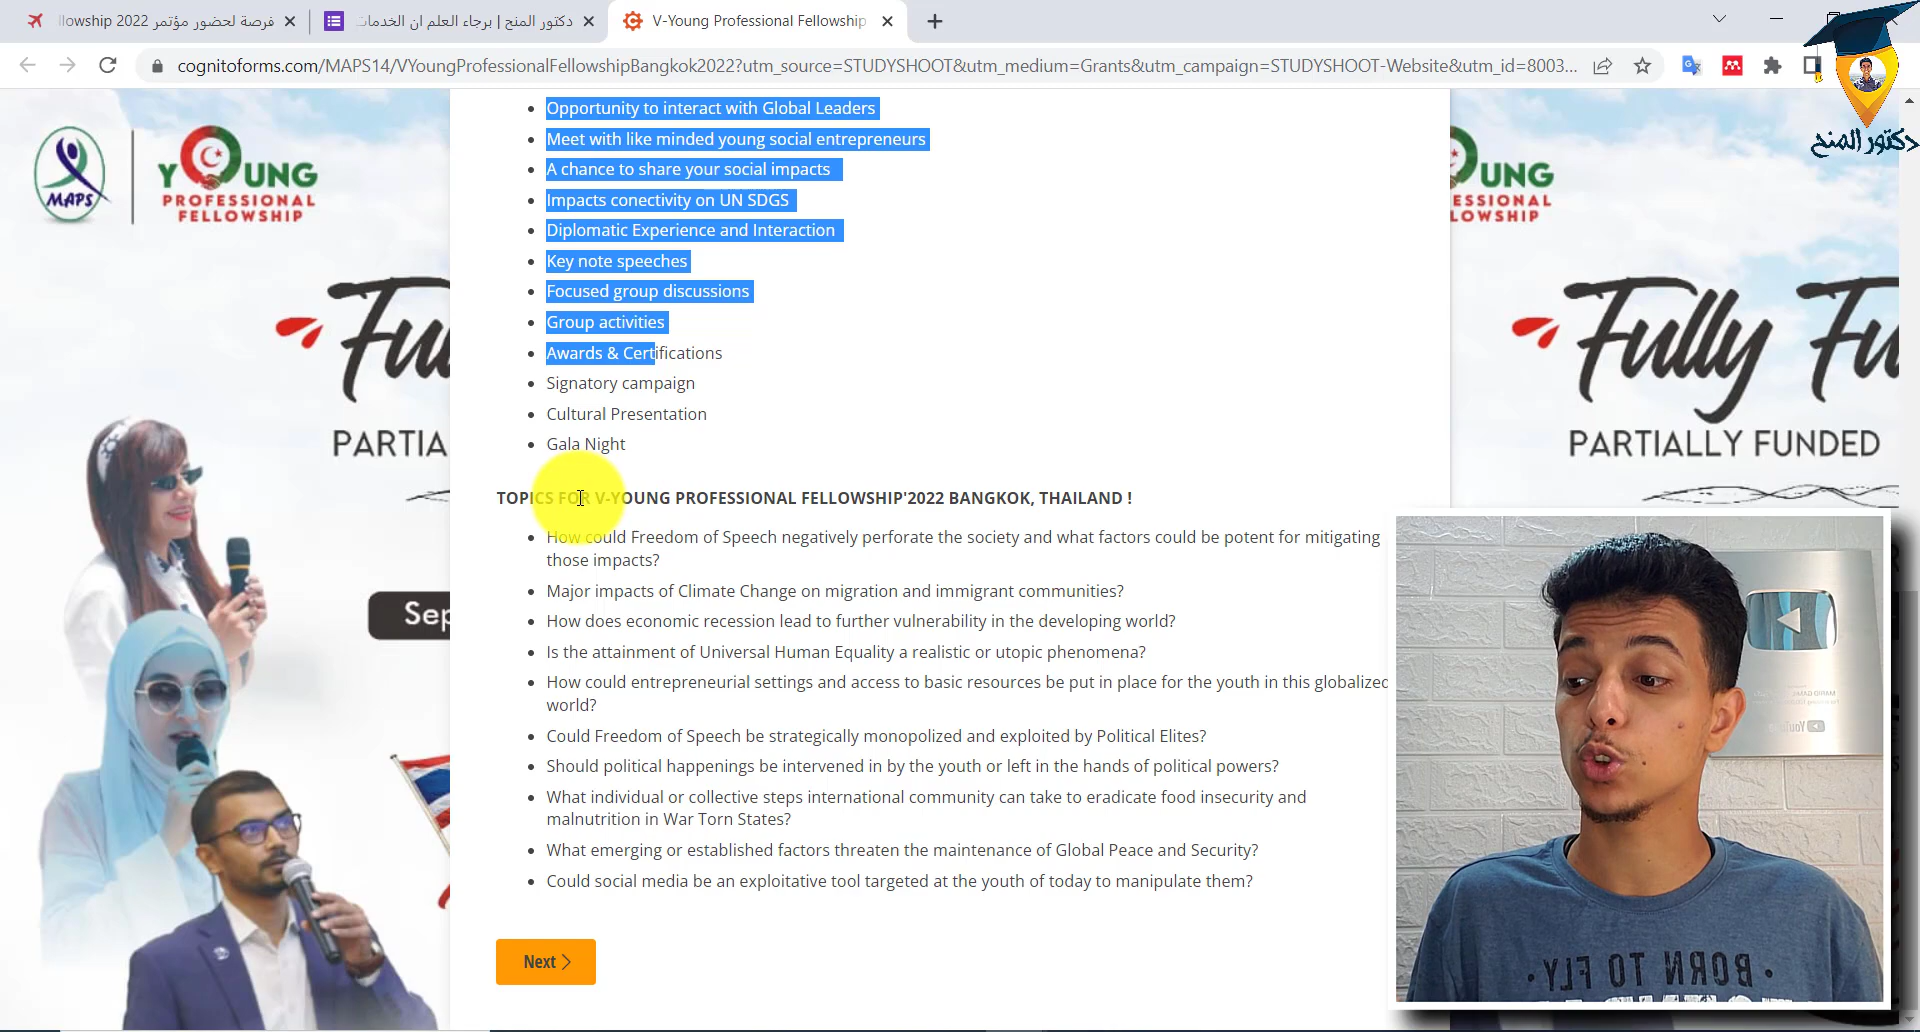 فرصة لحضور مؤتمر 2022 llowship
دكتور المنح | برجاء العلم ان الخدمات
V-Young Professional Fellowship
cognitoforms.com/MAPS14/VYoungProfessionalFellowshipBangkok2022?utm_source=STUDYSHOOT&utm_medium=Grants&utm_campaign=STUDYSHOOT-Website&utm_id=8003...
دكتور المنح
MAPS
YOUNG
PROFESSIONAL
FELLOWSHIP
Fu
PARTIA
Sep
OUNG
ESSIONAL
LOWSHIP
Fully Fu
PARTIALLY FUNDED
Opportunity to interact with Global Leaders
Meet with like minded young social entrepreneurs
A chance to share your social impacts
Impacts conectivity on UN SDGS
Diplomatic Experience and Interaction
Key note speeches
Focused group discussions
Group activities
Awards & Certifications
Signatory campaign
Cultural Presentation
Gala Night
TOPICS FOR V-YOUNG PROFESSIONAL FELLOWSHIP'2022 BANGKOK, THAILAND !
How could Freedom of Speech negatively perforate the society and what factors could be potent for mitigating
those impacts?
Major impacts of Climate Change on migration and immigrant communities?
How does economic recession lead to further vulnerability in the developing world?
Is the attainment of Universal Human Equality a realistic or utopic phenomena?
How could entrepreneurial settings and access to basic resources be put in place for the youth in this globalized
world?
Could Freedom of Speech be strategically monopolized and exploited by Political Elites?
Should political happenings be intervened in by the youth or left in the hands of political powers?
What individual or collective steps international community can take to eradicate food insecurity and
malnutrition in War Torn States?
What emerging or established factors threaten the maintenance of Global Peace and Security?
Could social media be an exploitative tool targeted at the youth of today to manipulate them?
Next
YouTube
BORN TO FLY